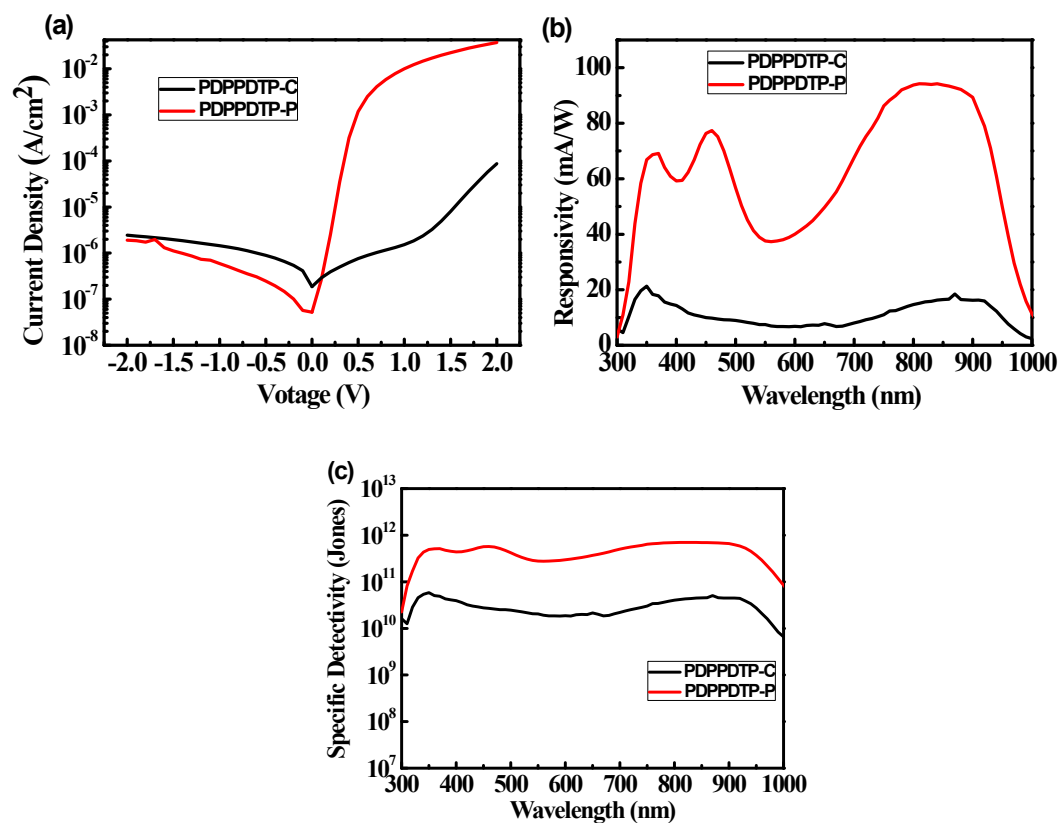 (a)
PDPPDTP-C
PDPPDTP-P
Current Density (A/cm²)
10⁻²
10⁻³
10⁻⁴
10⁻⁵
10⁻⁶
10⁻⁷
10⁻⁸
-2.0 -1.5 -1.0 -0.5 0.0 0.5 1.0 1.5 2.0
Votage (V)
(b)
PDPPDTP-C
PDPPDTP-P
Responsivity (mA/W)
100
80
60
40
20
0
300 400 500 600 700 800 900 1000
Wavelength (nm)
(c)
Specific Detectivity (Jones)
10¹³
10¹²
10¹¹
10¹⁰
10⁹
10⁸
10⁷
PDPPDTP-C
PDPPDTP-P
300 400 500 600 700 800 900 1000
Wavelength (nm)